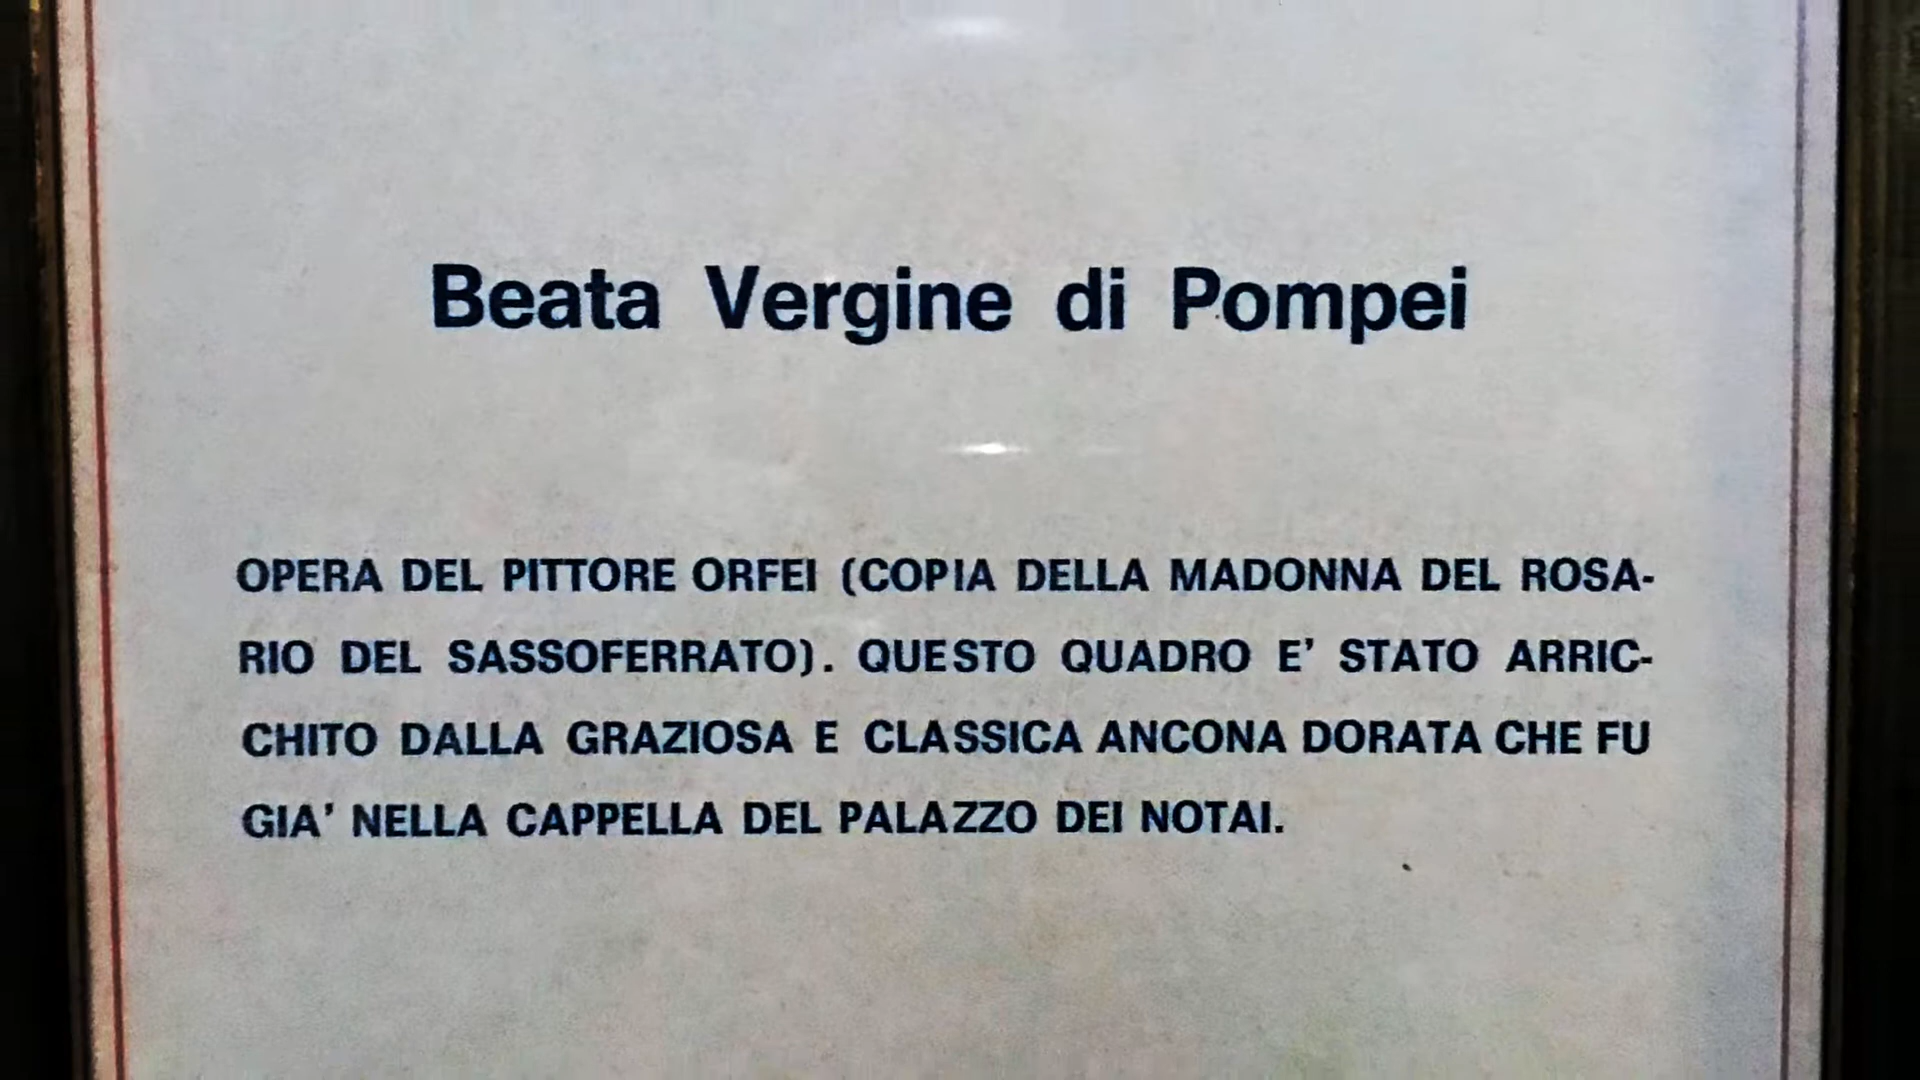 Beata Vergine di Pompei
OPERA DEL PITTORE ORFEI (COPIA DELLA MADONNA DEL ROSA-
RIO DEL SASSOFERRATO). QUESTO QUADRO E' STATO ARRIC-
CHITO DALLA GRAZIOSA E CLASSICA ANCONA DORATA CHE FU
GIA' NELLA CAPPELLA DEL PALAZZO DEI NOTAI.